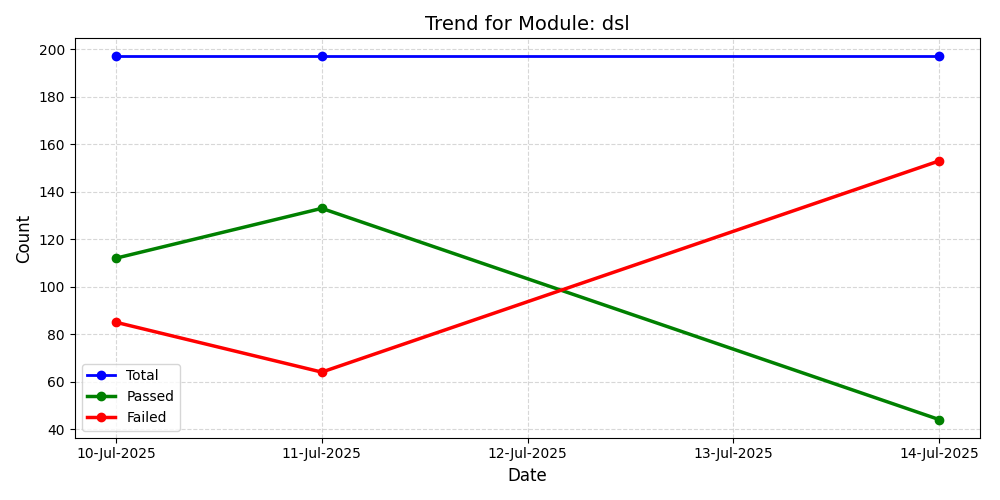 Trend for Module: dsl
Count
200
180
160
140
120
100
80
60
40
Total
Passed
Failed
10-Jul-2025
11-Jul-2025
12-Jul-2025
13-Jul-2025
14-Jul-2025
Date